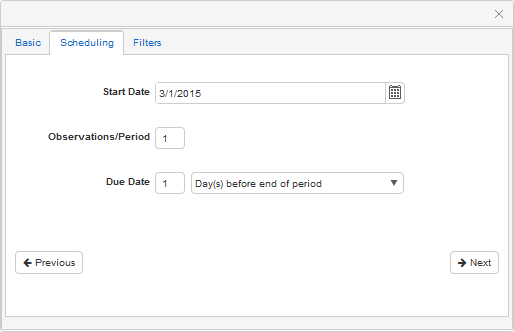 Basic Scheduling Filters
Start Date 3/1/2015
Observations/Period 1
Due Date 1 Day(s) before end of period
Previous Next